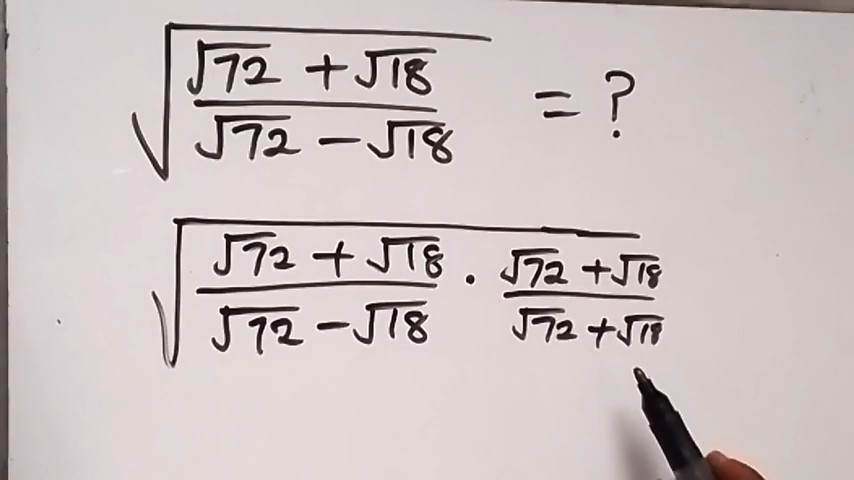 √((√72 + √18)/(√72 − √18)) = ?
√((√72 + √18)/(√72 − √18) · (√72 + √18)/(√72 + √18))